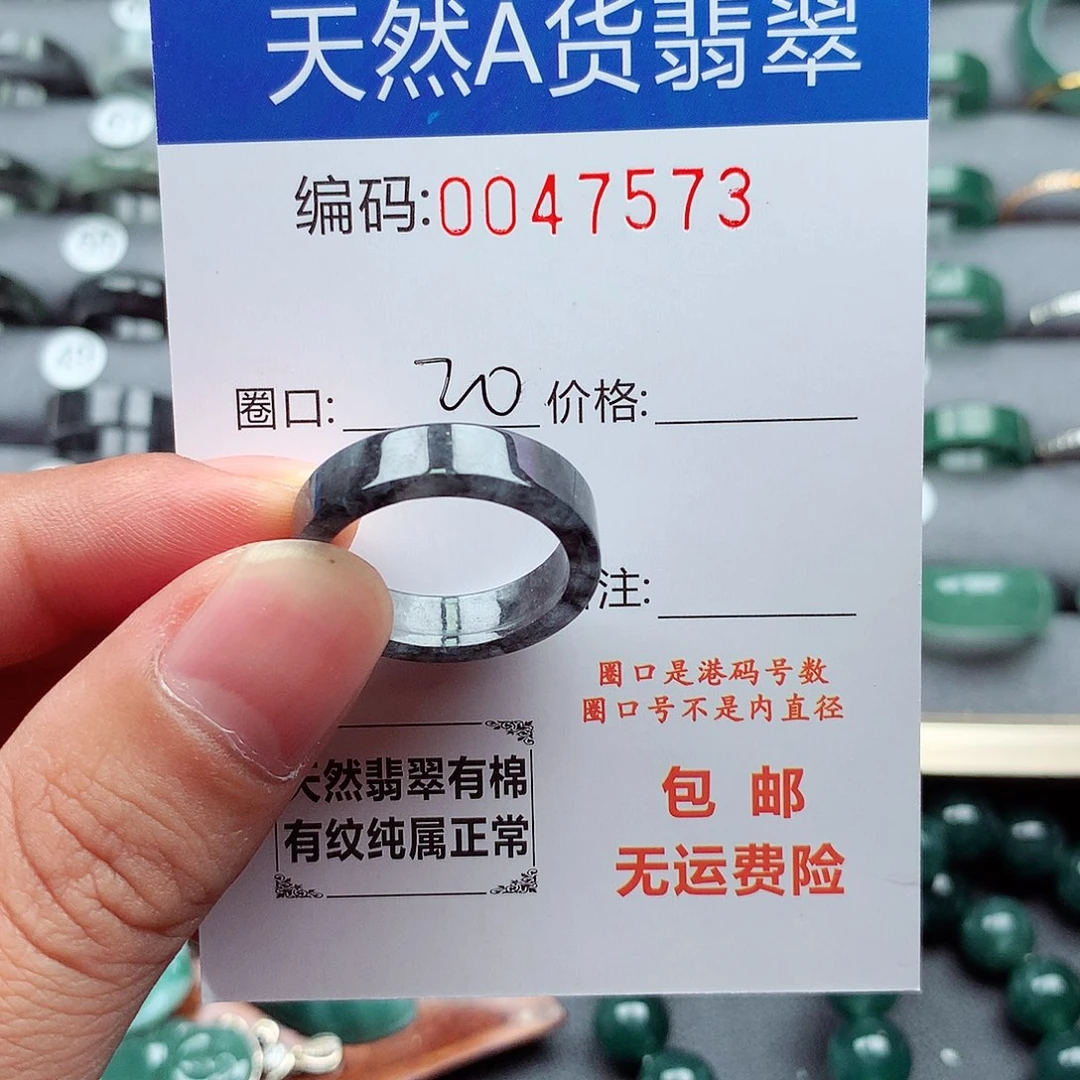 天然A货翡翠
编码:0047573
圈口: 20 价格:
注:
圈口是港码号数
圈口号不是内直径
天然翡翠有棉
有纹纯属正常
包邮
无运费险